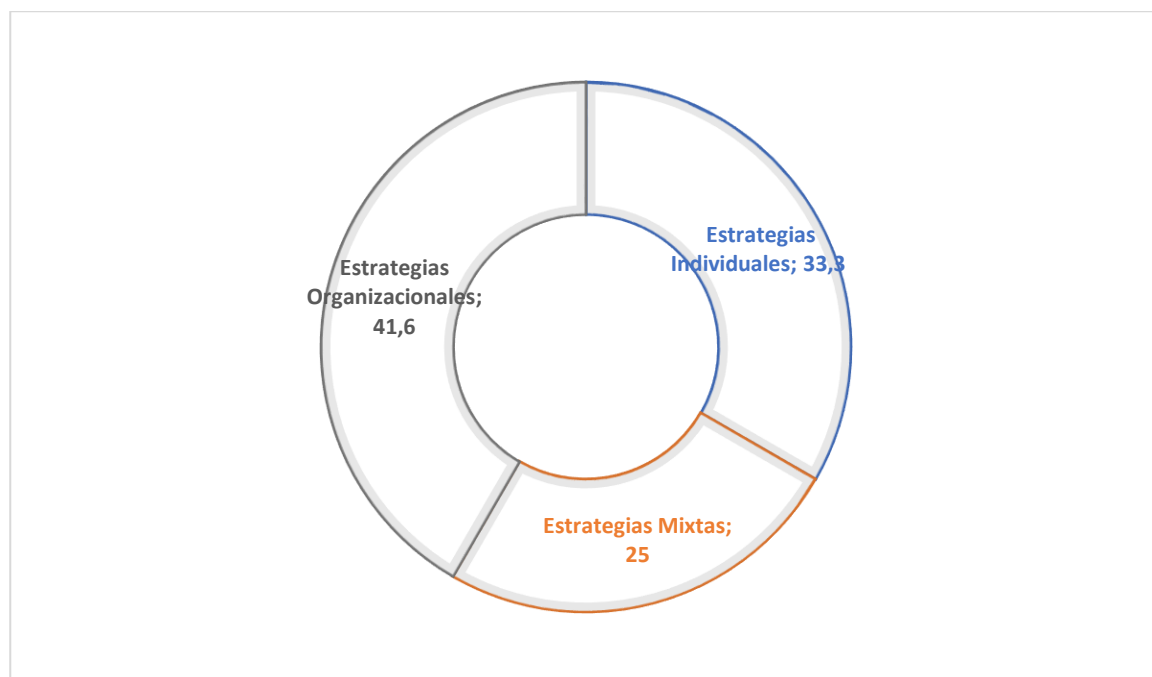 Estrategias
Individuales; 33,3
Estrategias
Organizacionales;
41,6
Estrategias Mixtas;
25